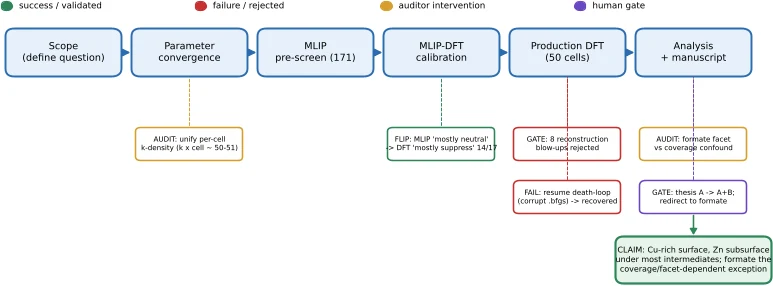 success / validated
failure / rejected
auditor intervention
human gate
Scope
(define question)
Parameter
convergence
MLIP
pre-screen (171)
MLIP-DFT
calibration
Production DFT
(50 cells)
Analysis
+ manuscript
AUDIT: unify per-cell
k-density (k x cell ~ 50-51)
FLIP: MLIP 'mostly neutral'
-> DFT 'mostly suppress' 14/17
GATE: 8 reconstruction
blow-ups rejected
AUDIT: formate facet
vs coverage confound
FAIL: resume death-loop
(corrupt .bfgs) -> recovered
GATE: thesis A -> A+B;
redirect to formate
CLAIM: Cu-rich surface, Zn subsurface
under most intermediates; formate the
coverage/facet-dependent exception